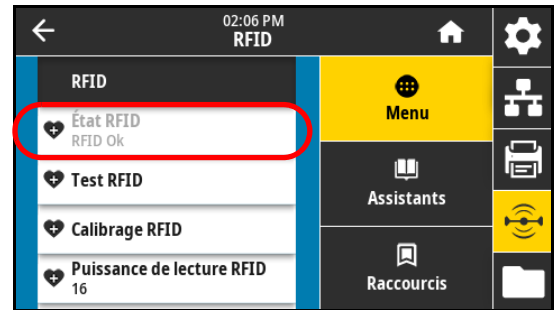 02:06 PM
RFID
RFID
État RFID
RFID Ok
Test RFID
Calibrage RFID
Puissance de lecture RFID
16
Menu
Assistants
Raccourcis